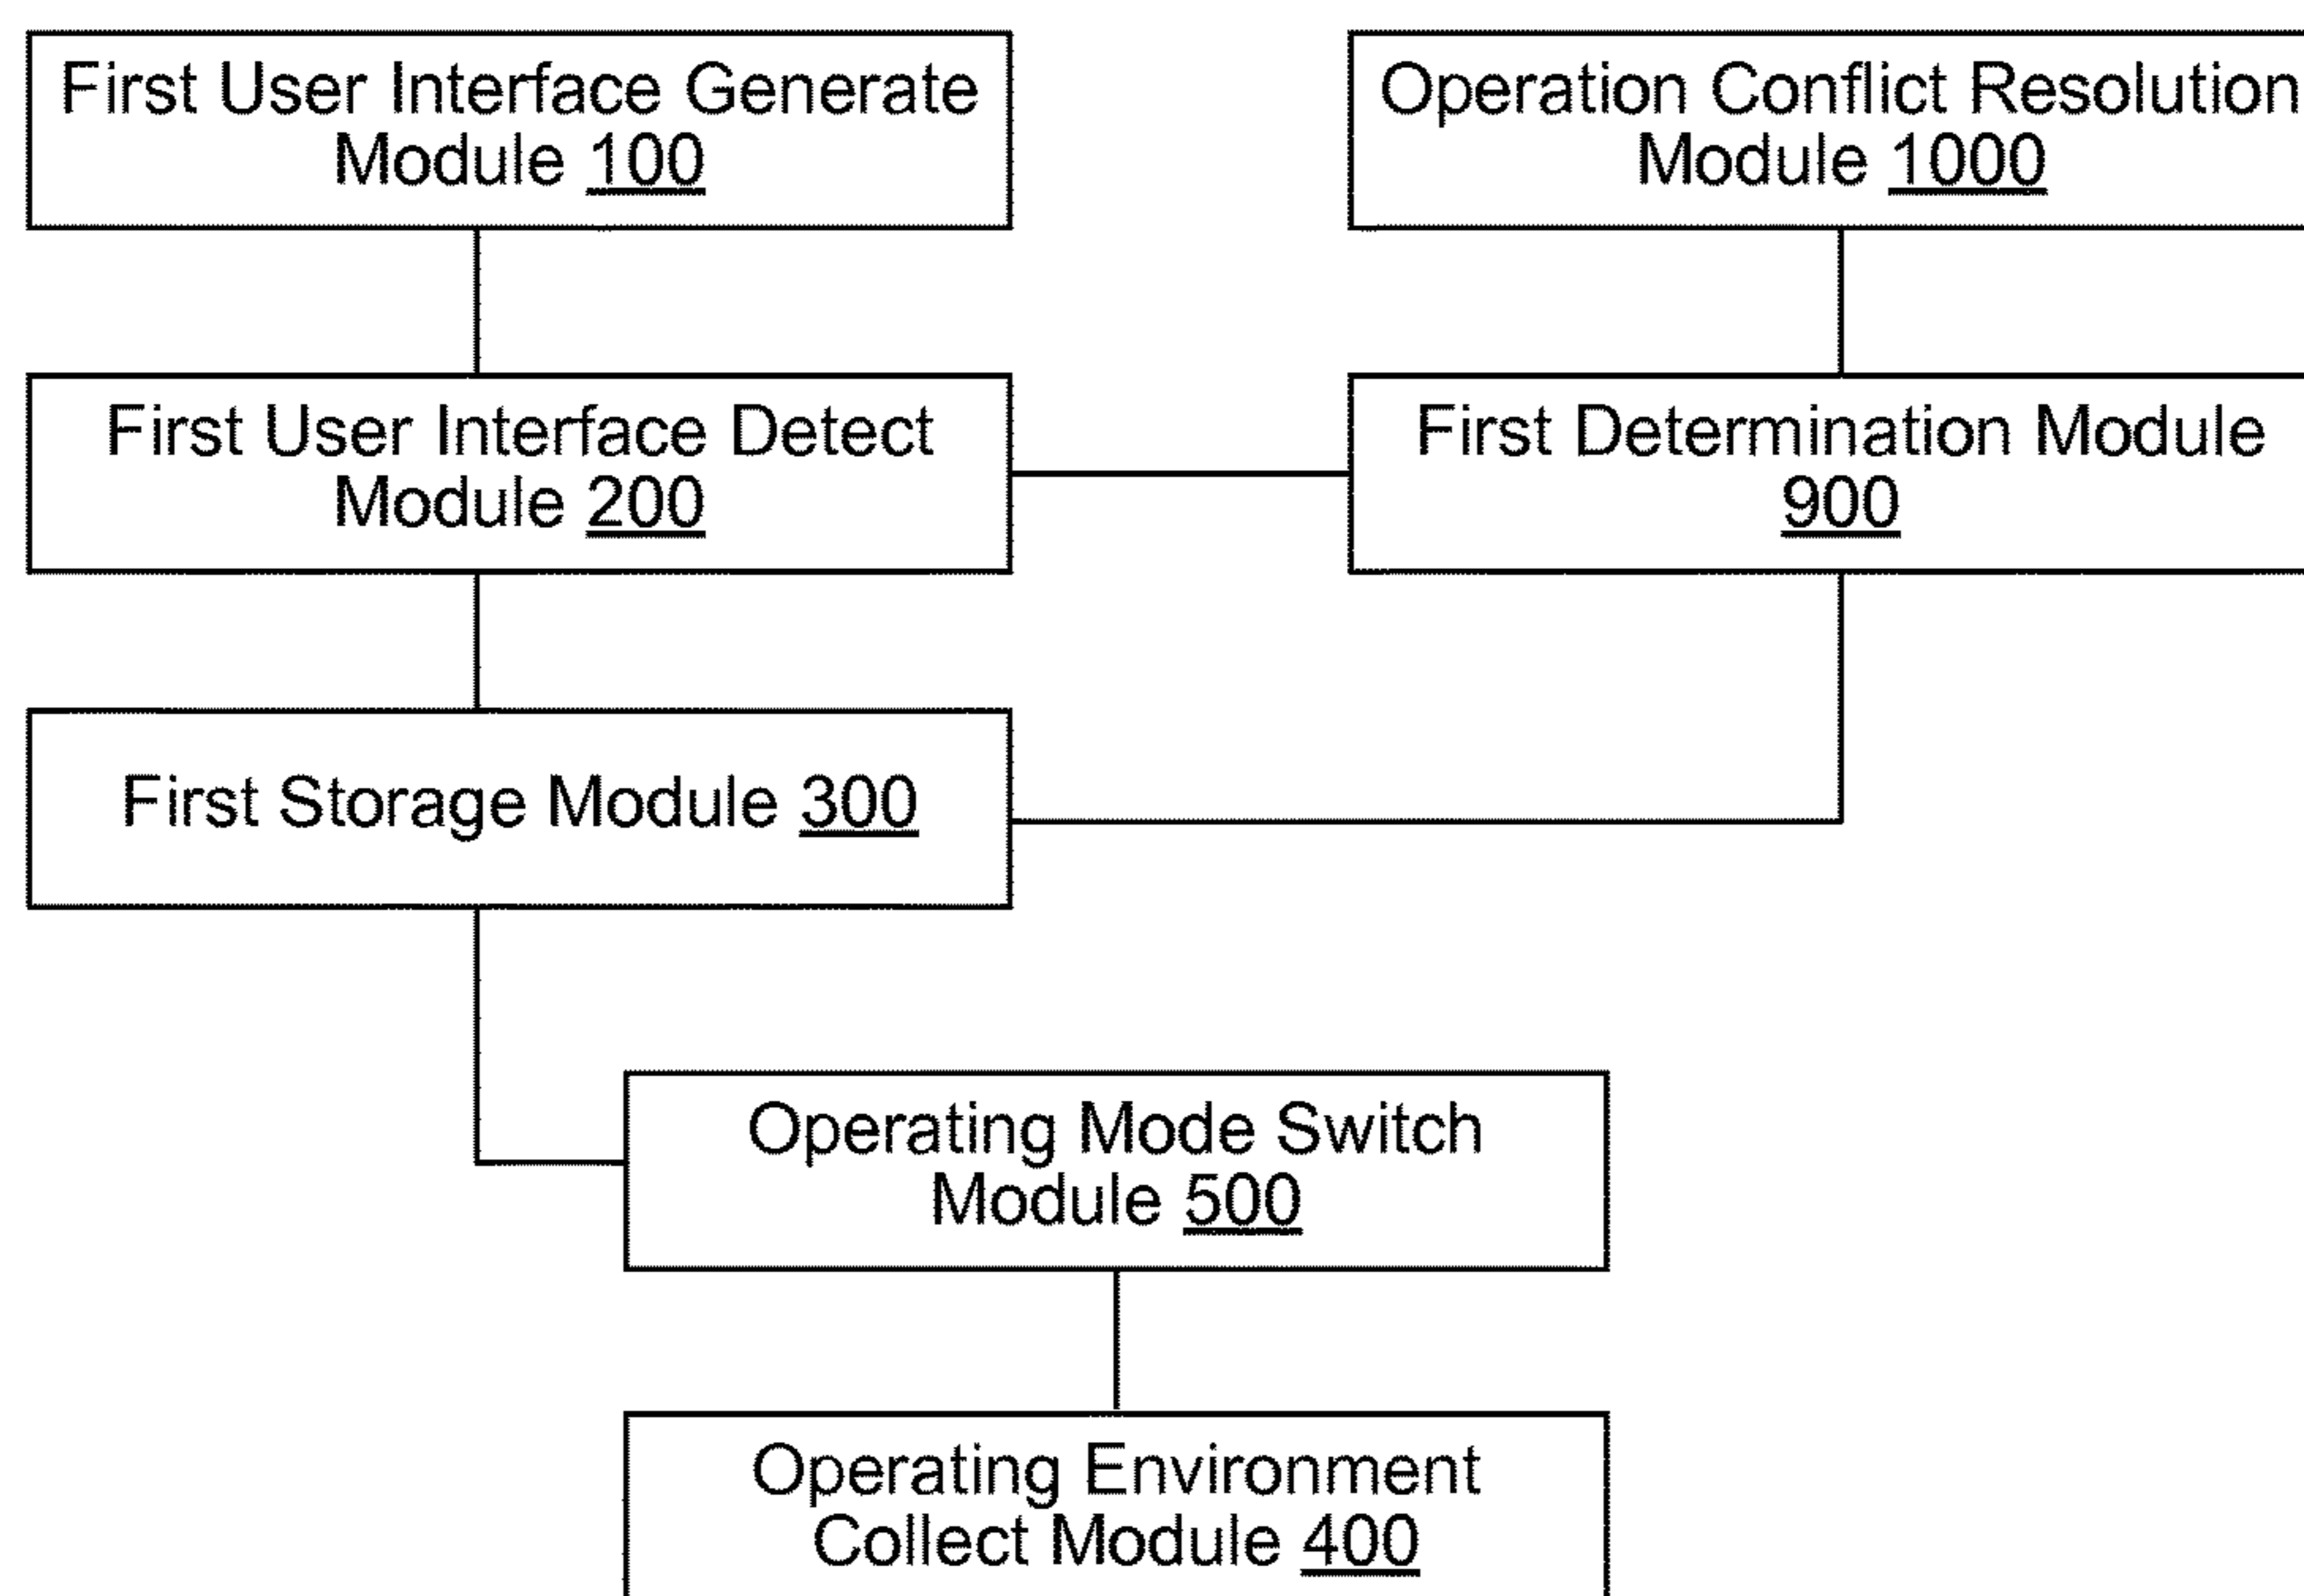 First User Interface Generate
Module 100
Operation Conflict Resolution
Module 1000
First User Interface Detect
Module 200
First Determination Module
900
First Storage Module 300
Operating Mode Switch
Module 500
Operating Environment
Collect Module 400